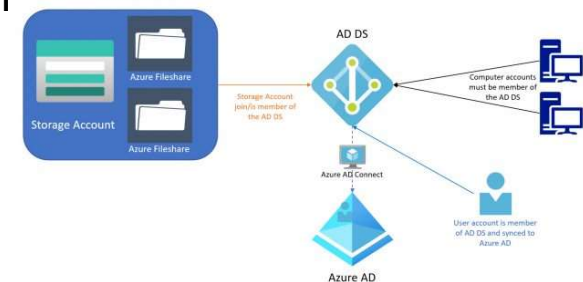 AD DS
Azure Fileshare
Storage Account
Azure Fileshare
Storage Account
join/is member of
the AD DS
Computer accounts
must be member of
the AD DS
Azure AD Connect
User account is member
of AD DS and synced to
Azure AD
Azure AD